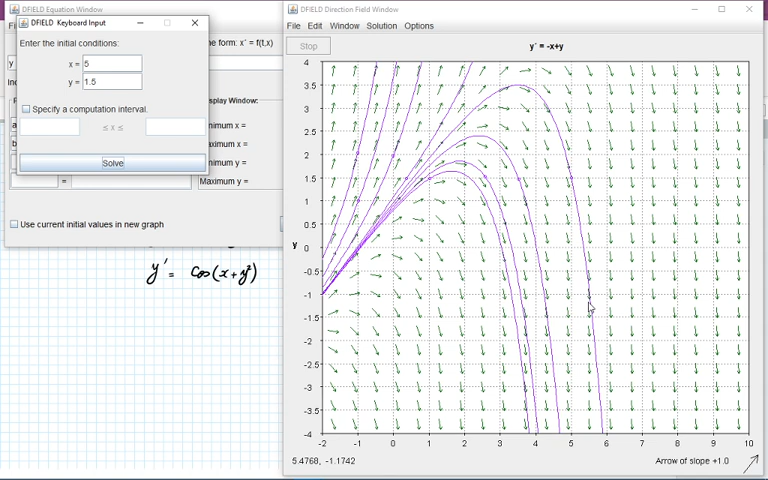 DFIELD Equation Window
DFIELD Keyboard Input
Enter the initial conditions:
x = 5
y = 1.5
Specify a computation interval.
≤ x ≤
Solve
he form: x' = f(t,x)
y
a
b
splay Window:
nimum x =
ximum x =
nimum y =
Maximum y =
=
Use current initial values in new graph
y' = Cos(x+y²)
DFIELD Direction Field Window
File Edit Window Solution Options
Stop
y' = -x+y
4
3.5
3
2.5
2
1.5
1
0.5
y 0
-0.5
-1
-1.5
-2
-2.5
-3
-3.5
-4
-2 -1 0 1 2 3 4 5 6 7 8 9 10
x
5.4768, -1.1742
Arrow of slope +1.0